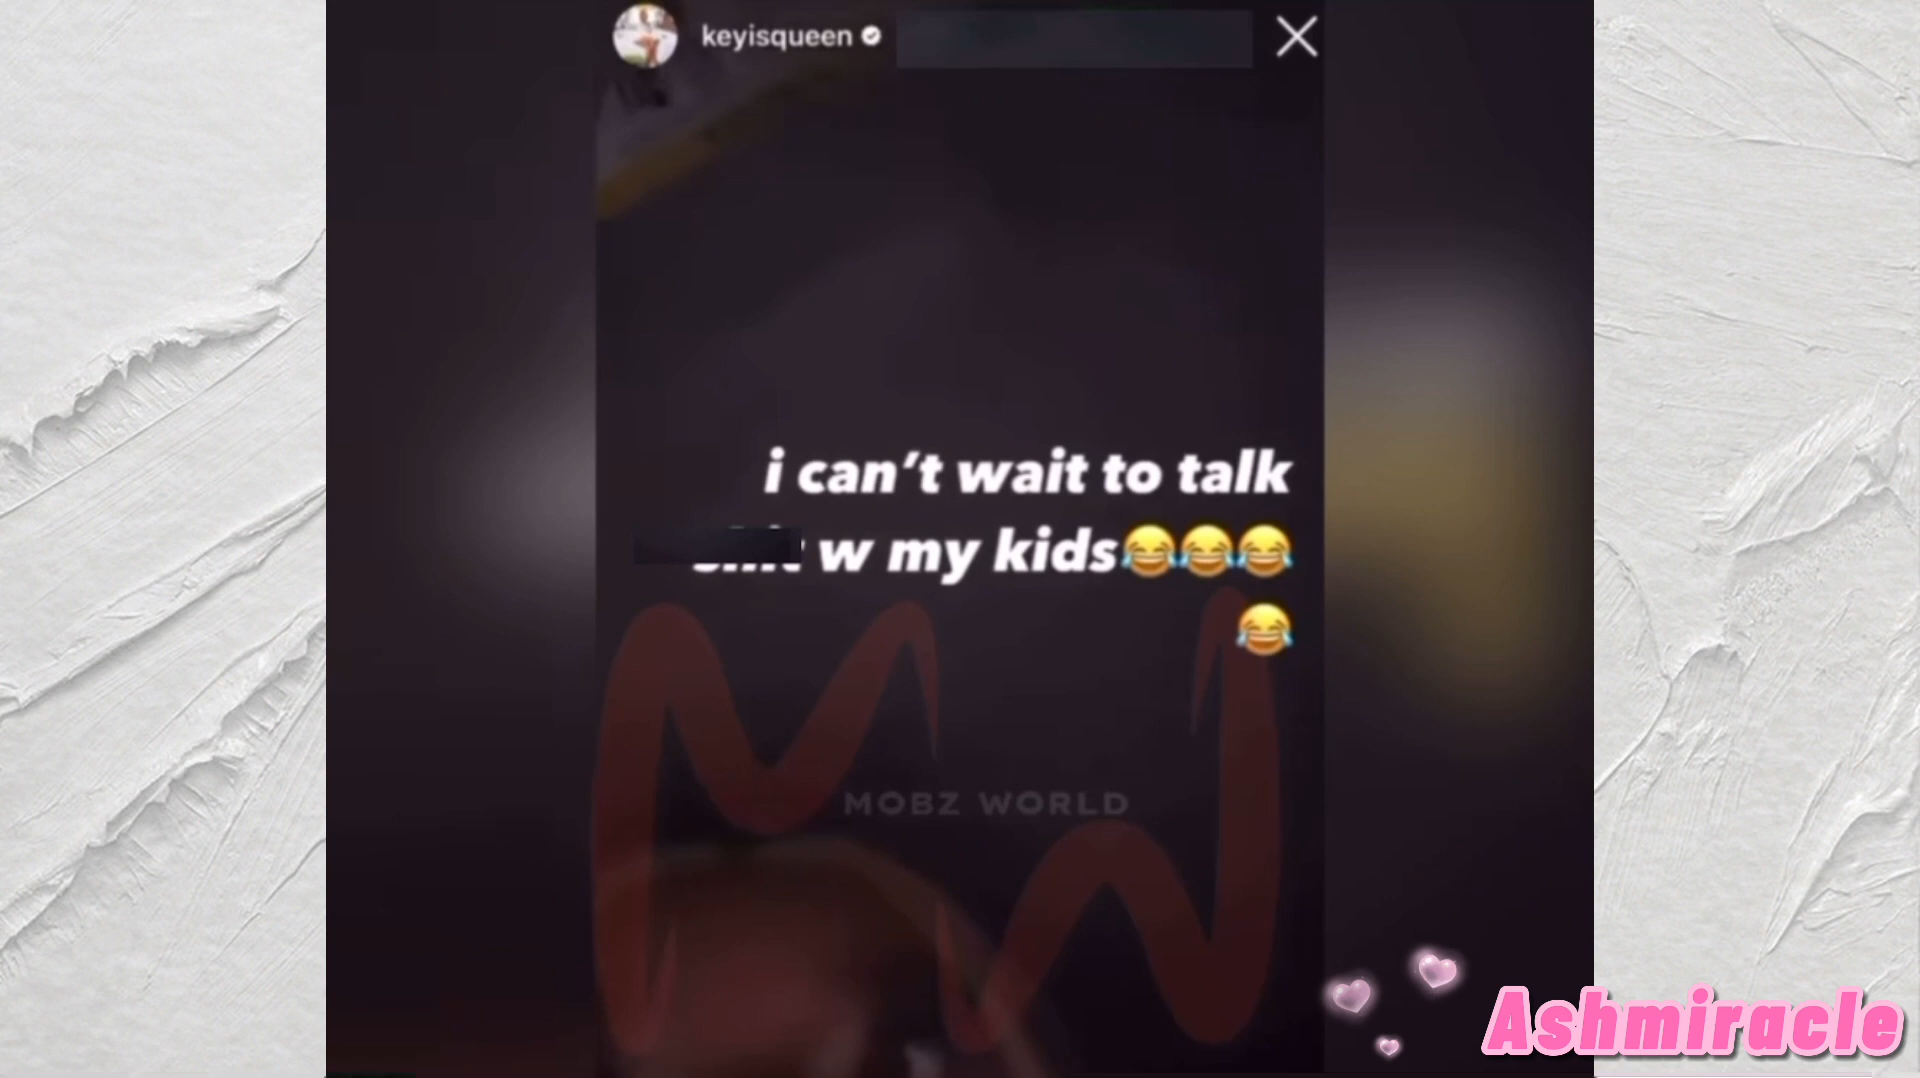 keyisqueen
i can't wait to talk
w my kids😂😂😂
😂
MOBZ WORLD
Ashmiracle